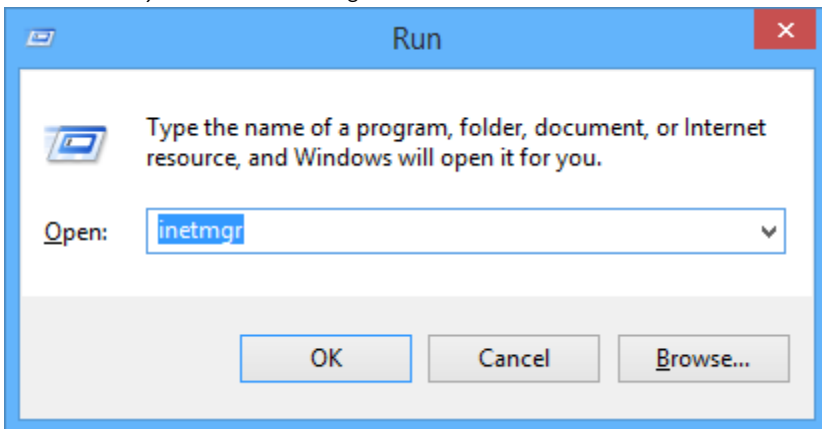 Run
Type the name of a program, folder, document, or Internet
resource, and Windows will open it for you.
Open: inetmgr
OK Cancel Browse...